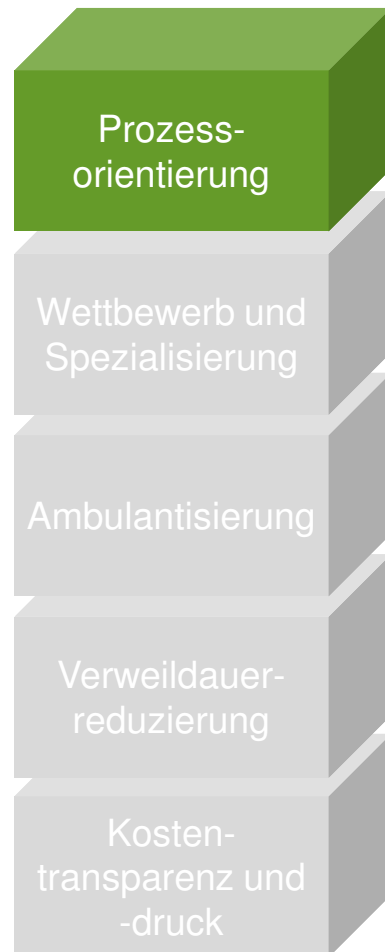 Prozess-
orientierung
Wettbewerb und
Spezialisierung
Ambulantisierung
Verweildauer-
reduzierung
Kosten-
transparenz und
-druck